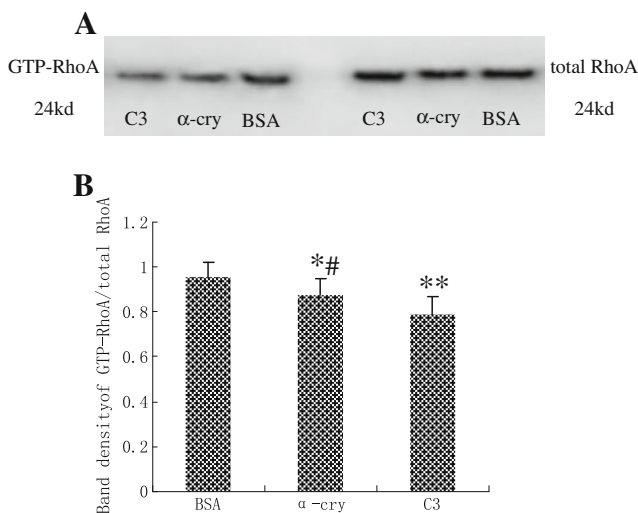 A
GTP-RhoA
total RhoA
24kd
24kd
C3 α-cry BSA
C3 α-cry BSA
B
Band densityof GTP-RhoA/total RhoA
1.2
1
0.8
0.6
0.4
0.2
0
*#
**
BSA
α-cry
C3